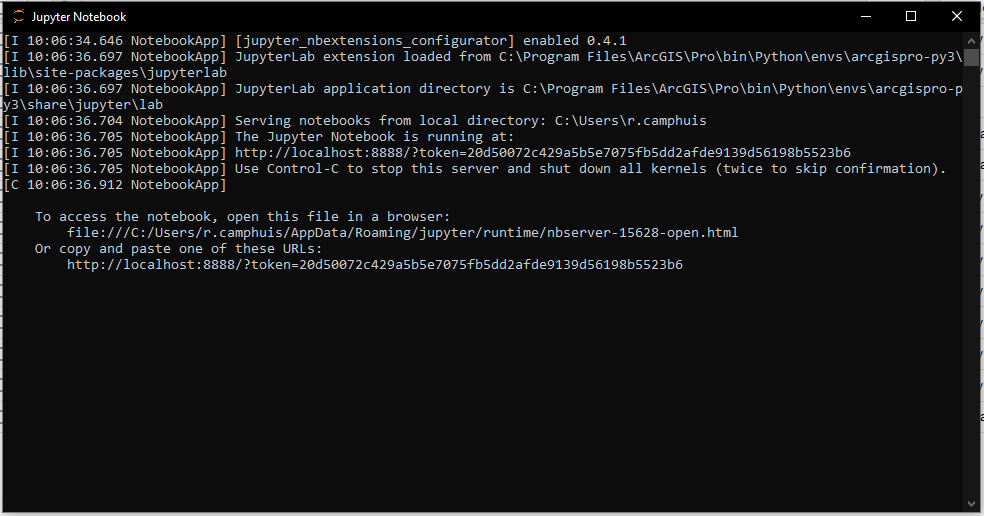 Jupyter Notebook
[I 10:06:34.646 NotebookApp] [jupyter_nbextensions_configurator] enabled 0.4.1
[I 10:06:36.697 NotebookApp] JupyterLab extension loaded from C:\Program Files\ArcGIS\Pro\bin\Python\envs\arcgispro-py3\
lib\site-packages\jupyterlab
[I 10:06:36.697 NotebookApp] JupyterLab application directory is C:\Program Files\ArcGIS\Pro\bin\Python\envs\arcgispro-p
y3\share\jupyter\lab
[I 10:06:36.704 NotebookApp] Serving notebooks from local directory: C:\Users\r.camphuis
[I 10:06:36.705 NotebookApp] The Jupyter Notebook is running at:
[I 10:06:36.705 NotebookApp] http://localhost:8888/?token=20d50072c429a5b5e7075fb5dd2afde9139d56198b5523b6
[I 10:06:36.705 NotebookApp] Use Control-C to stop this server and shut down all kernels (twice to skip confirmation).
[C 10:06:36.912 NotebookApp]
To access the notebook, open this file in a browser:
file:///C:/Users/r.camphuis/AppData/Roaming/jupyter/runtime/nbserver-15628-open.html
Or copy and paste one of these URLs:
http://localhost:8888/?token=20d50072c429a5b5e7075fb5dd2afde9139d56198b5523b6